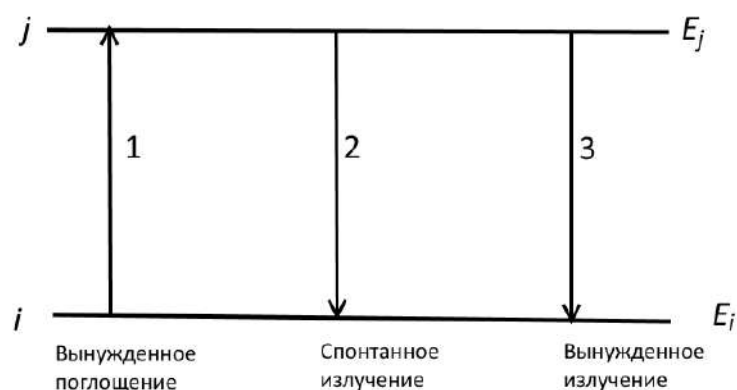 j E_j
1 2 3
i E_i
Вынужденное Спонтанное Вынужденное
поглощение излучение излучение